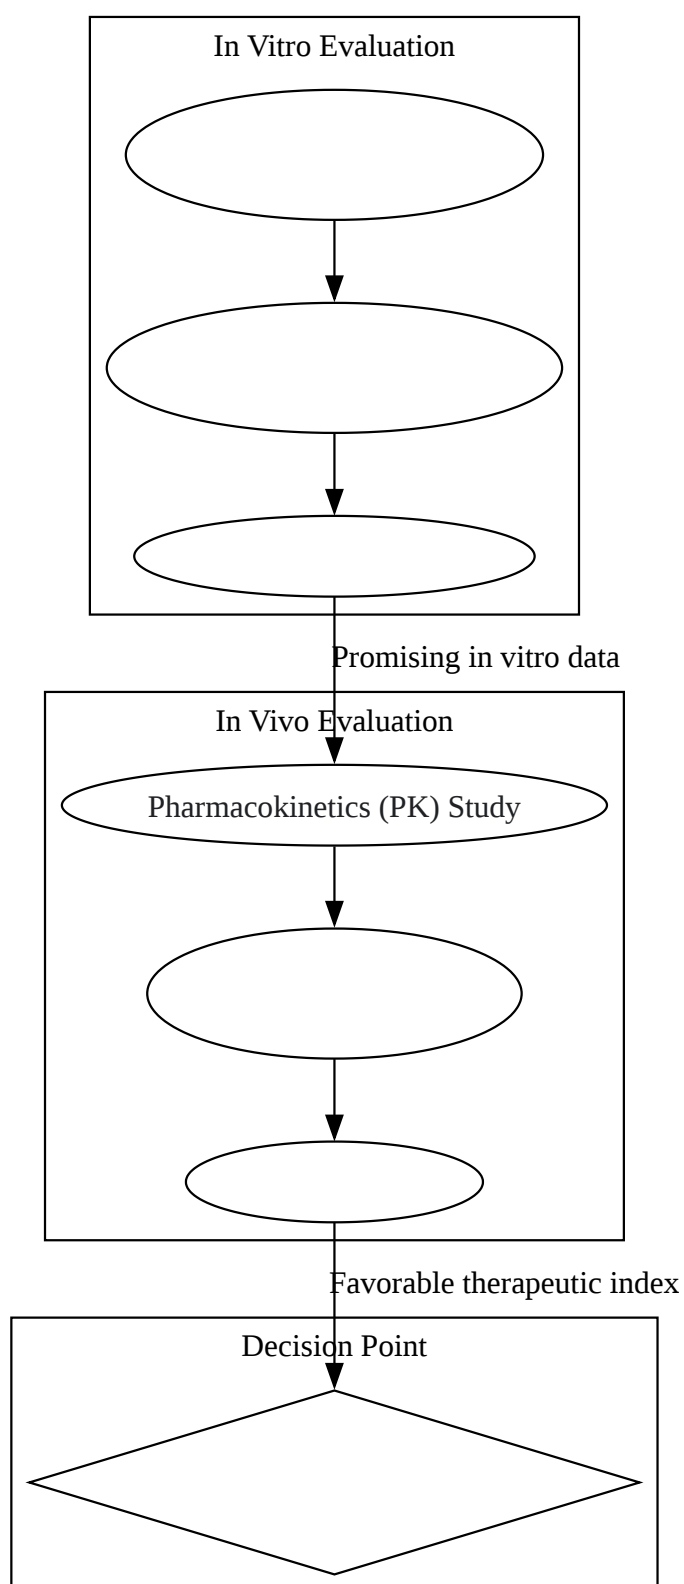 In Vitro Evaluation
Promising in vitro data
In Vivo Evaluation
Pharmacokinetics (PK) Study
Favorable therapeutic index
Decision Point